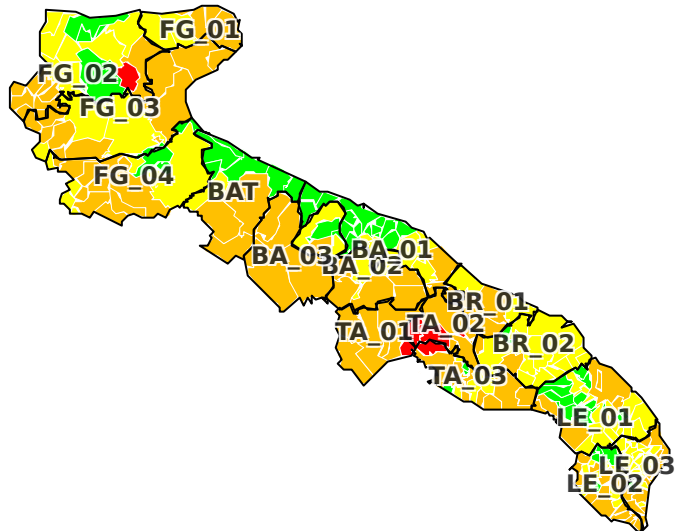 FG_01
FG_02
FG_03
FG_04
BAT
BA_01
BA_03
BA_02
BR_01
TA_02
TA_01
BR_02
TA_03
LE_01
LE_03
LE_02